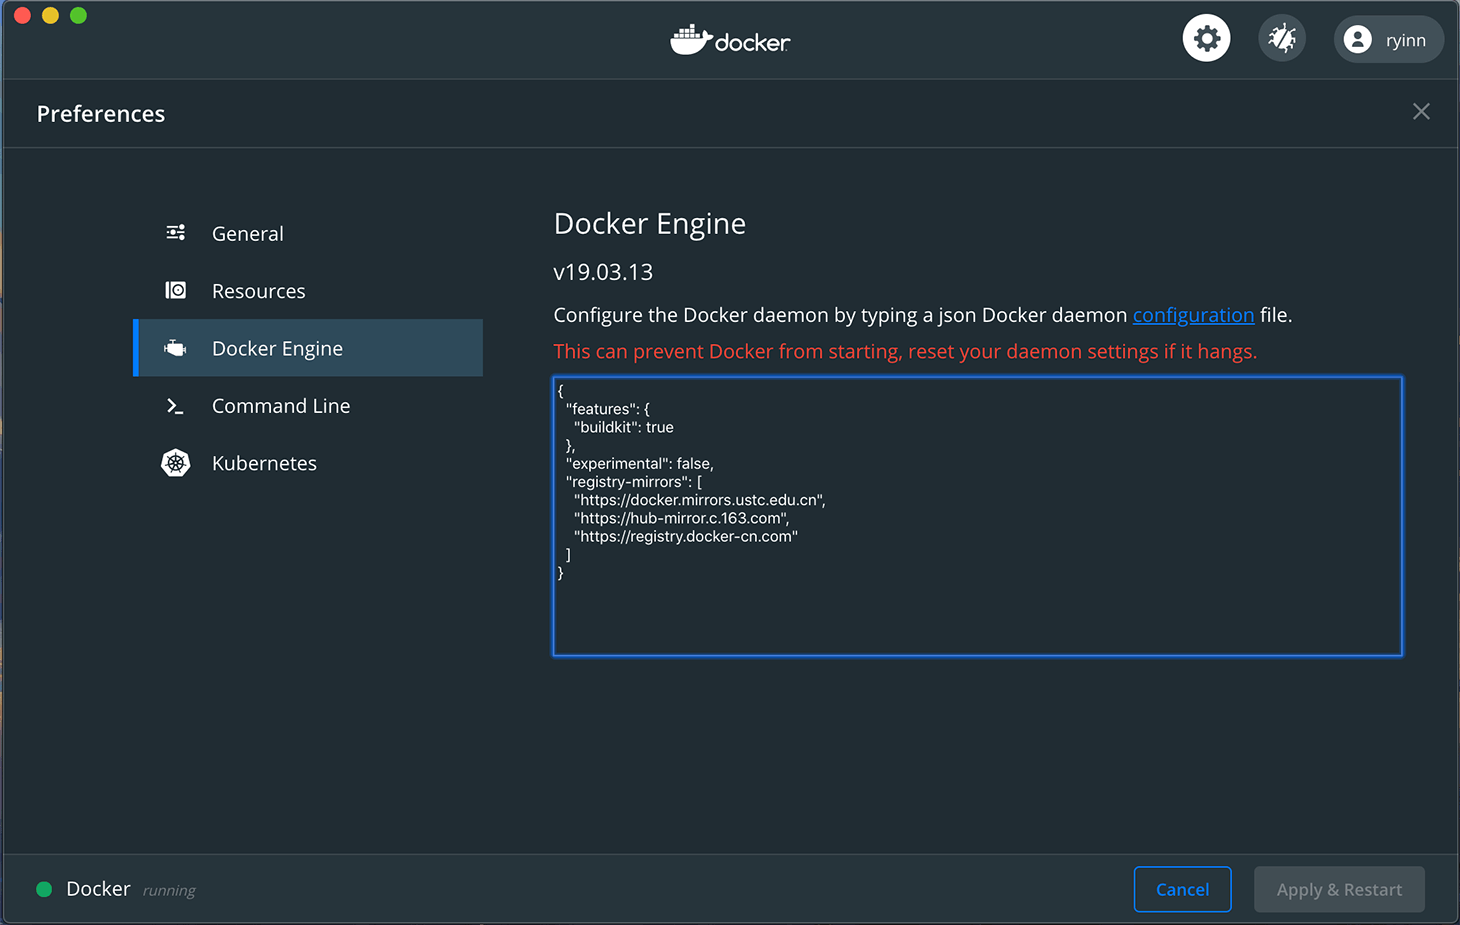 docker
ryinn
Preferences
General
Resources
Docker Engine
Command Line
Kubernetes
Docker Engine
v19.03.13
Configure the Docker daemon by typing a json Docker daemon configuration file.
This can prevent Docker from starting, reset your daemon settings if it hangs.
{
  "features": {
    "buildkit": true
  },
  "experimental": false,
  "registry-mirrors": [
    "https://docker.mirrors.ustc.edu.cn",
    "https://hub-mirror.c.163.com",
    "https://registry.docker-cn.com"
  ]
}
Docker running
Cancel
Apply & Restart